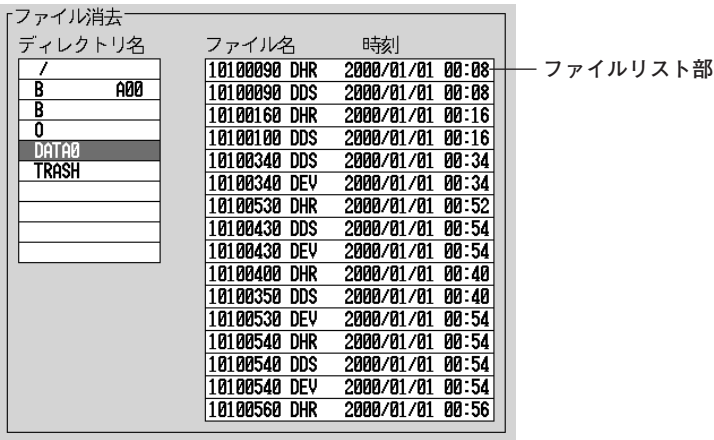 ファイル消去
ディレクトリ名
/
B A00
B
O
DATA0
TRASH
ファイル名 時刻
10100090 DHR 2000/01/01 00:08
10100090 DDS 2000/01/01 00:08
10100160 DHR 2000/01/01 00:16
10100100 DDS 2000/01/01 00:16
10100340 DDS 2000/01/01 00:34
10100340 DEV 2000/01/01 00:34
10100530 DHR 2000/01/01 00:52
10100430 DDS 2000/01/01 00:54
10100430 DEV 2000/01/01 00:54
10100400 DHR 2000/01/01 00:40
10100350 DDS 2000/01/01 00:40
10100530 DEV 2000/01/01 00:54
10100540 DHR 2000/01/01 00:54
10100540 DDS 2000/01/01 00:54
10100540 DEV 2000/01/01 00:54
10100560 DHR 2000/01/01 00:56
ファイルリスト部